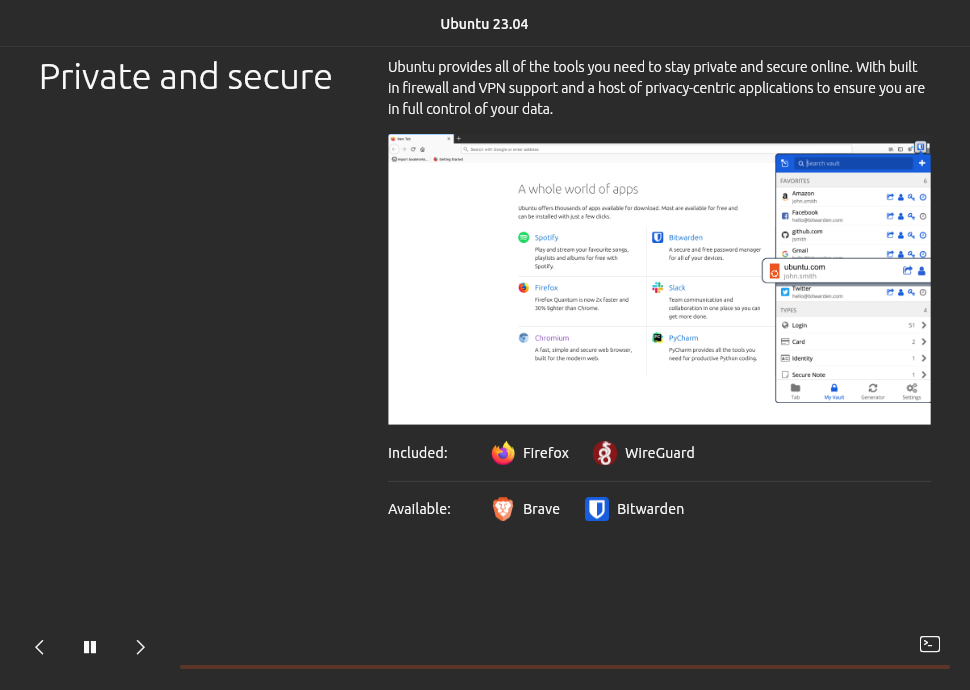 Ubuntu 23.04
Private and secure
Ubuntu provides all of the tools you need to stay private and secure online. With built
in firewall and VPN support and a host of privacy-centric applications to ensure you are
in full control of your data.
New Tab
Search with Google or enter address
Import bookmarks... Getting Started
A whole world of apps
Ubuntu offers thousands of apps available for download. Most are available for free and
can be installed with just a few clicks.
Spotify
Play and stream your favourite songs,
playlists and albums for free with
Spotify.
Bitwarden
A secure and free password manager
for all of your devices.
Firefox
FireFox Quantum is now 2x faster and
30% lighter than Chrome.
Slack
Team communication and
collaboration in one place so you can
get more done.
Chromium
A fast, simple and secure web browser,
built for the modern web.
PyCharm
PyCharm provides all the tools you
need for productive Python coding.
Search vault
FAVORITES 6
Amazon
john.smith
Facebook
hello@bitwarden.com
github.com
jsmith
Gmail
ubuntu.com
john.smith
Twitter
hello@bitwarden.com
TYPES 4
Login 51
Card 2
Identity 1
Secure Note 1
Tab My Vault Generator Settings
Included: Firefox WireGuard
Available: Brave Bitwarden